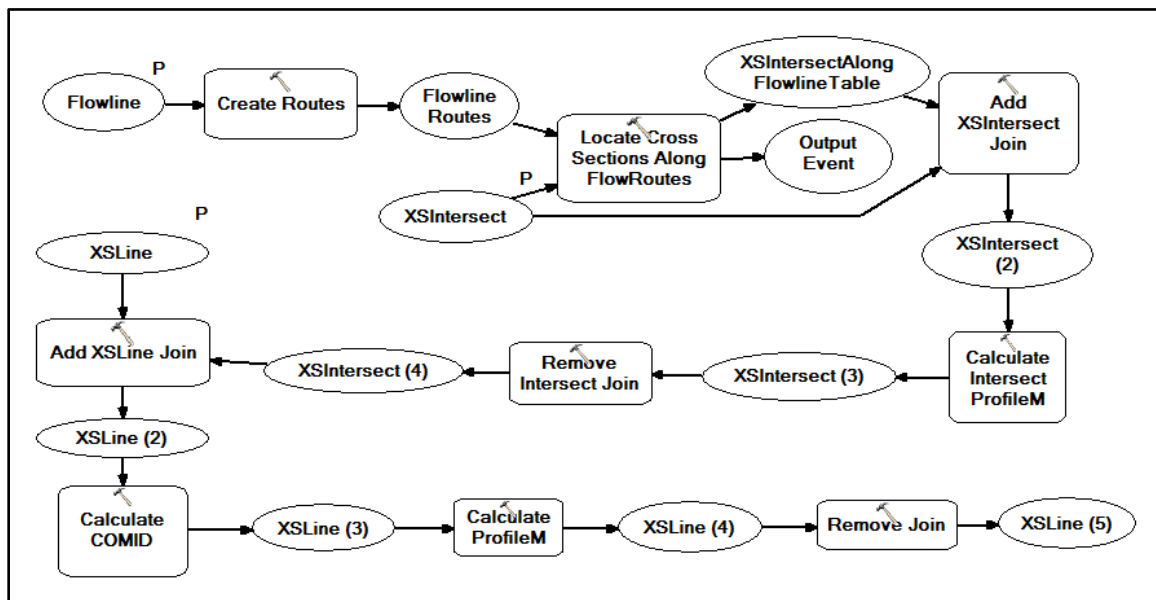 P
Flowline
Create Routes
Flowline
Routes
XSIntersectAlong
FlowlineTable
Add
XSIntersect
Join
Locate Cross
Sections Along
FlowRoutes
Output
Event
P
XSIntersect
P
XSLine
XSIntersect
(2)
Add XSLine Join
XSIntersect (4)
Remove
Intersect Join
XSIntersect (3)
Calculate
Intersect
ProfileM
XSLine (2)
Calculate
COMID
XSLine (3)
Calculate
ProfileM
XSLine (4)
Remove Join
XSLine (5)